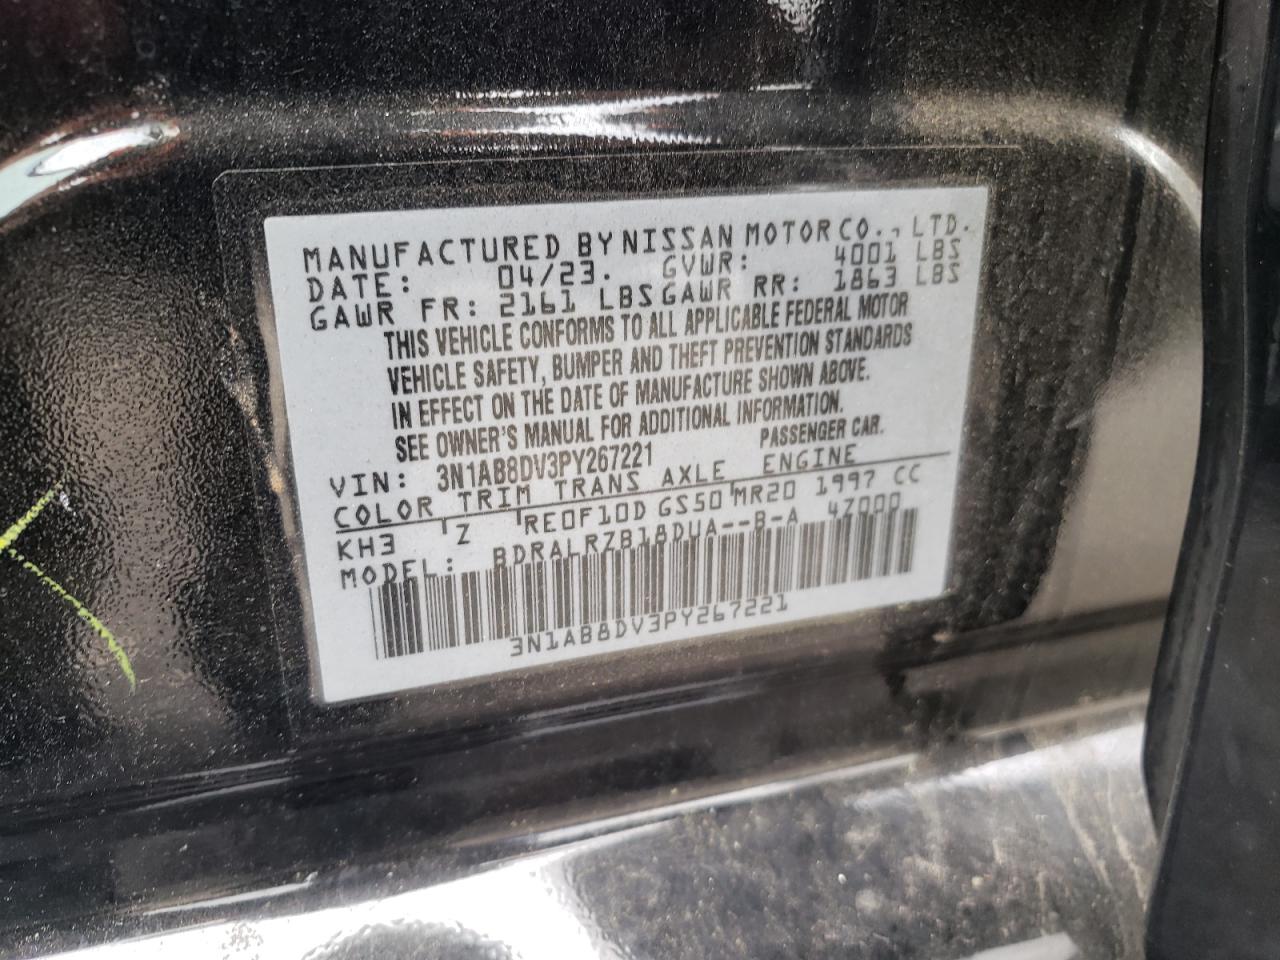 MANUFACTURED BY NISSAN MOTOR CO., LTD.
DATE: 04/23. GVWR: 4001 LBS
GAWR FR: 2161 LBS GAWR RR: 1863 LBS
THIS VEHICLE CONFORMS TO ALL APPLICABLE FEDERAL MOTOR
VEHICLE SAFETY, BUMPER AND THEFT PREVENTION STANDARDS
IN EFFECT ON THE DATE OF MANUFACTURE SHOWN ABOVE.
SEE OWNER'S MANUAL FOR ADDITIONAL INFORMATION.
VIN: 3N1AB8DV3PY267221 PASSENGER CAR.
COLOR TRIM TRANS AXLE ENGINE
KH3 Z RE0F10D GS50 MR20 1997 CC
MODEL: BDRALRZB18DUA--B-A 4Z000
3N1AB8DV3PY267221